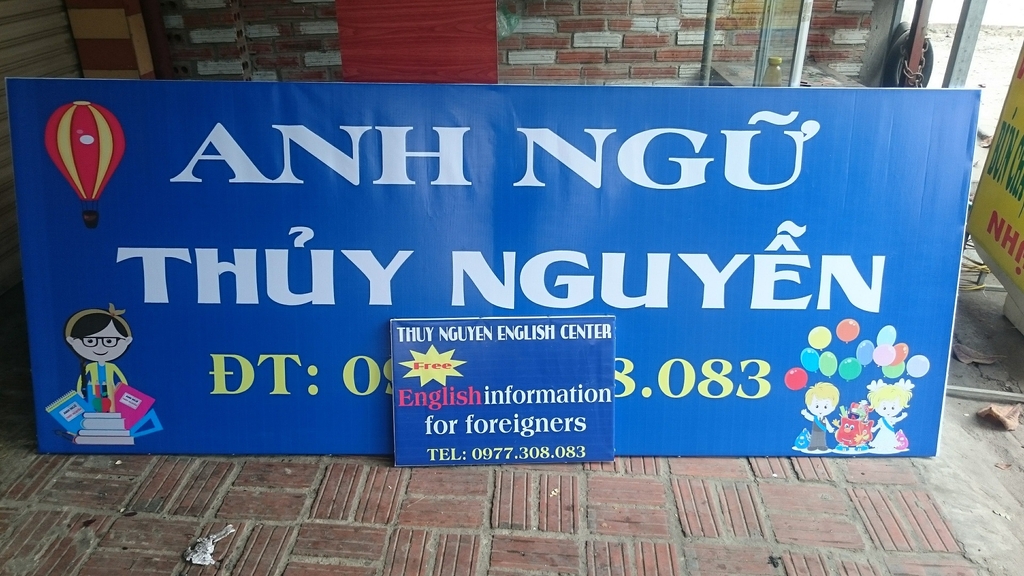 ANH NGỮ
THỦY NGUYỄN
ĐT: 09 8.083
THUY NGUYEN ENGLISH CENTER
Free
English information
for foreigners
TEL: 0977.308.083